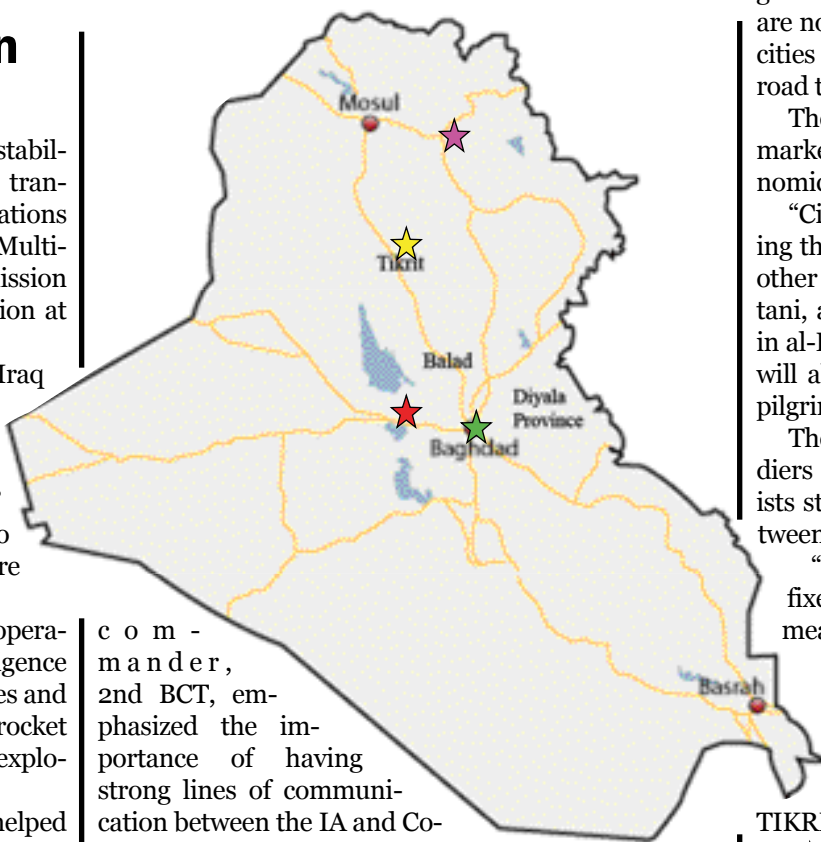 n
stabil-
tran-
ations
Multi-
ission
ion at
Iraq
o
re
opera-
igence
es and
rocket
explo-
helped
Mosul
Tikrit
Balad
Diyala
Province
Baghdad
Basrah
c o m -
m a n d e r ,
2nd BCT, em-
phasized the im-
portance of having
strong lines of communi-
cation between the IA and Co-
are no
cities
road t
The
marke
nomic
“Ci
ing th
other
tani, a
in al-I
will al
pilgrin
The
diers
ists st
tween
“
fixe
mea
TIKRI